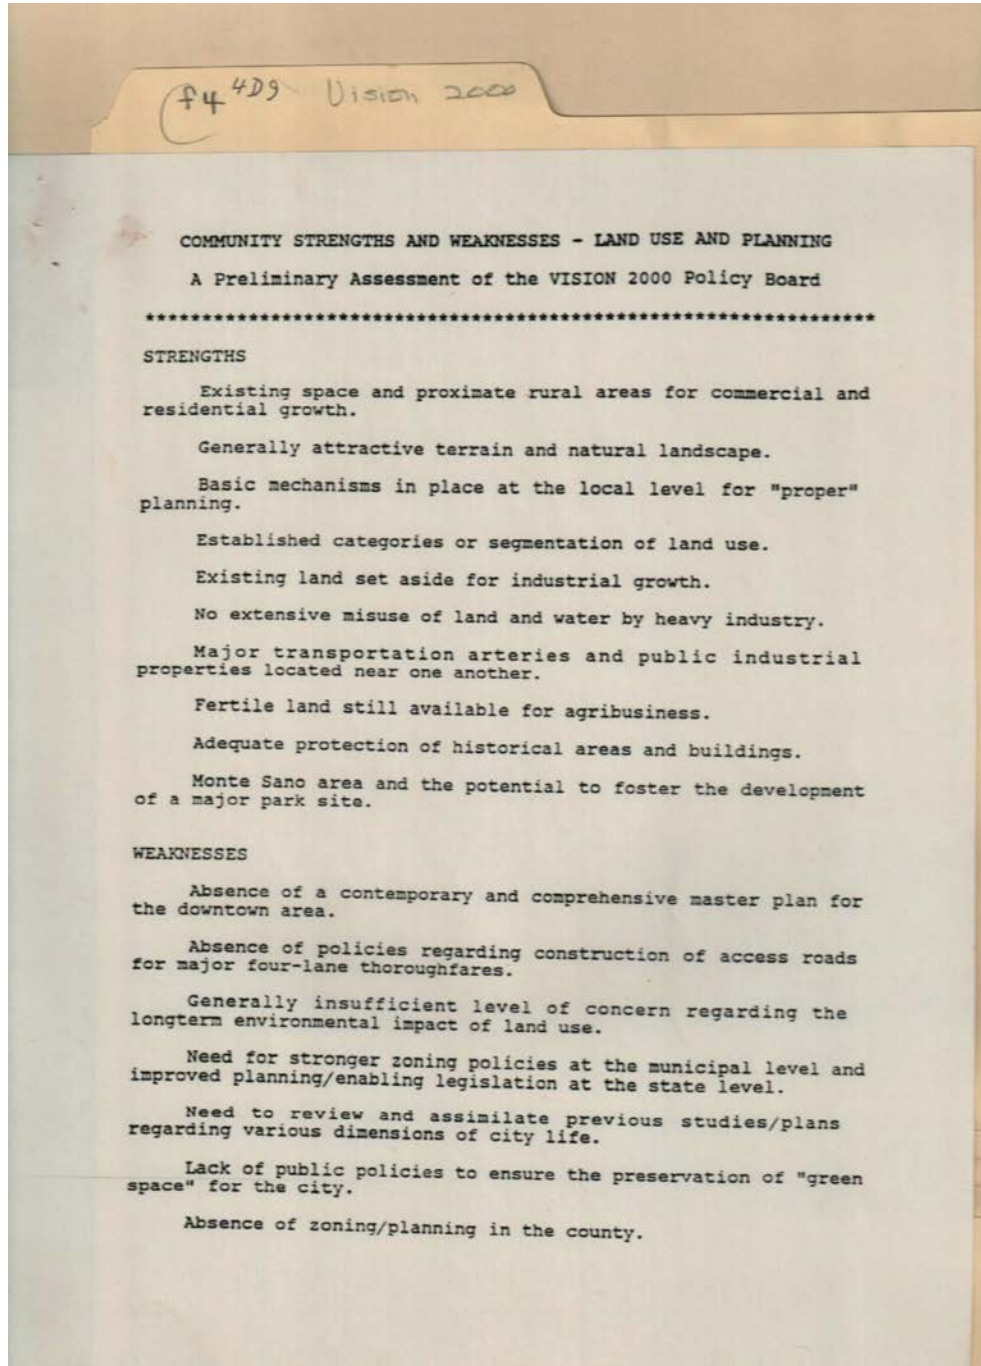 f4 4D9 Vision 2000
COMMUNITY STRENGTHS AND WEAKNESSES - LAND USE AND PLANNING
A Preliminary Assessment of the VISION 2000 Policy Board
*****************************************************************
STRENGTHS
Existing space and proximate rural areas for commercial and
residential growth.
Generally attractive terrain and natural landscape.
Basic mechanisms in place at the local level for "proper"
planning.
Established categories or segmentation of land use.
Existing land set aside for industrial growth.
No extensive misuse of land and water by heavy industry.
Major transportation arteries and public industrial
properties located near one another.
Fertile land still available for agribusiness.
Adequate protection of historical areas and buildings.
Monte Sano area and the potential to foster the development
of a major park site.
WEAKNESSES
Absence of a contemporary and comprehensive master plan for
the downtown area.
Absence of policies regarding construction of access roads
for major four-lane thoroughfares.
Generally insufficient level of concern regarding the
longterm environmental impact of land use.
Need for stronger zoning policies at the municipal level and
improved planning/enabling legislation at the state level.
Need to review and assimilate previous studies/plans
regarding various dimensions of city life.
Lack of public policies to ensure the preservation of "green
space" for the city.
Absence of zoning/planning in the county.